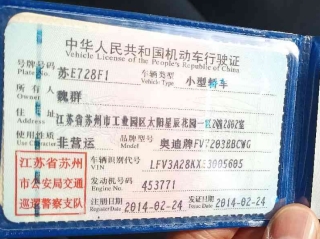 中华人民共和国机动车行驶证
Vehicle License of the People's Republic of China
号牌号码 苏E728F1 车辆类型 小型轿车
Plate No. Vehicle Type
所有人 魏群
Owner
住址 江苏省苏州市工业园区太阳星辰花园一区2幢2802室
Address
使用性质 非营运 品牌型号 奥迪牌FV7203BBCWG
Use Character Model
江苏省苏州
市公安局交通
巡逻警察支队
车辆识别代号 LFV3A28KXE3005605
VIN
发动机号码 453771
Engine No.
注册日期 2014-02-24 发证日期 2014-02-24
Register Date Issue Date